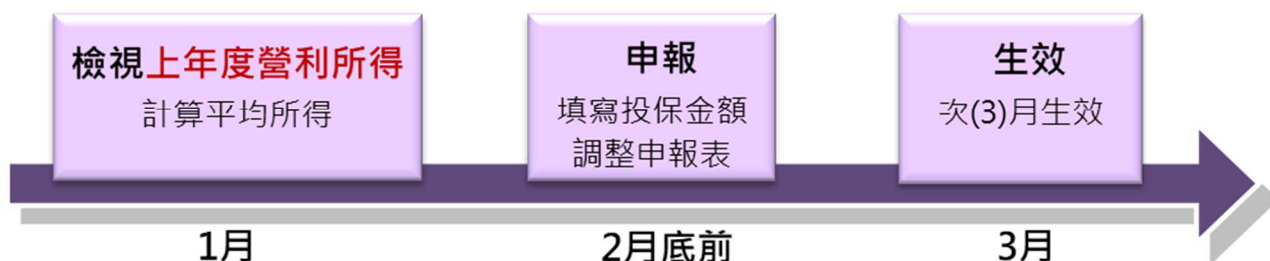 檢視上年度營利所得
計算平均所得
申報
填寫投保金額
調整申報表
生效
次(3)月生效
1月
2月底前
3月